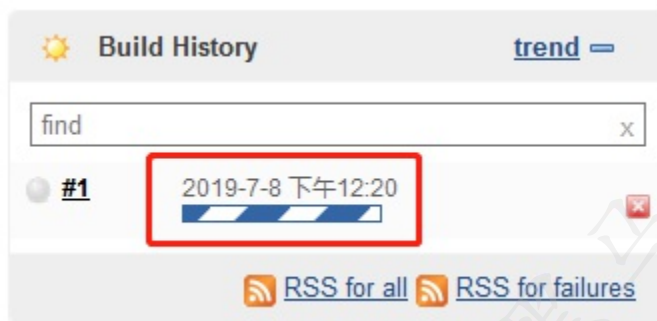 Build History trend
find x
#1 2019-7-8 下午12:20
RSS for all RSS for failures